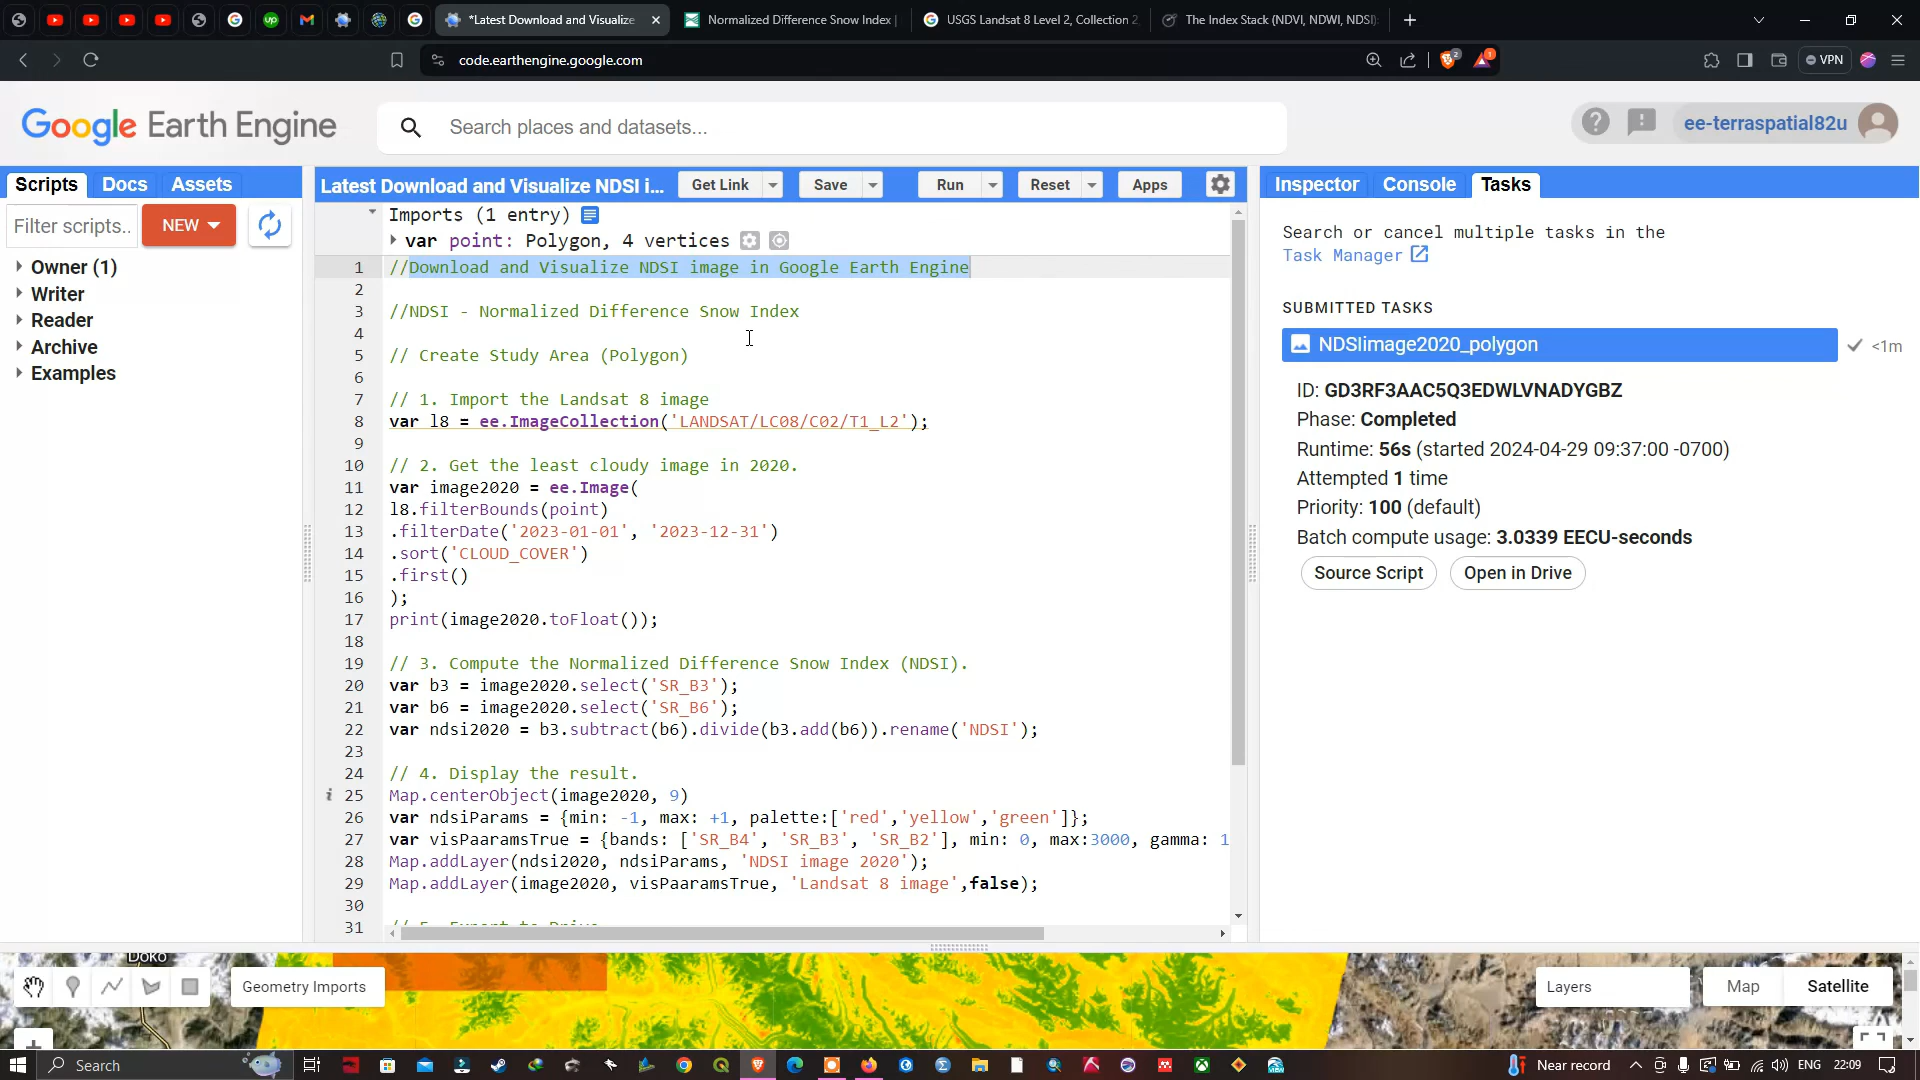 *Latest Download and Visualize
Normalized Difference Snow Index |
USGS Landsat 8 Level 2, Collection 2,
The Index Stack (NDVI, NDWI, NDSI):
code.earthengine.google.com
2
1
VPN
Google Earth Engine
Search places and datasets...
ee-terraspatial82u
Scripts Docs Assets
Filter scripts..
NEW
Owner (1)
Writer
Reader
Archive
Examples
Latest Download and Visualize NDSI i...
Get Link
Save
Run
Reset
Apps
Imports (1 entry)
var point: Polygon, 4 vertices
1 //Download and Visualize NDSI image in Google Earth Engine
2
3 //NDSI - Normalized Difference Snow Index
4
5 // Create Study Area (Polygon)
6
7 // 1. Import the Landsat 8 image
8 var l8 = ee.ImageCollection('LANDSAT/LC08/C02/T1_L2');
9
10 // 2. Get the least cloudy image in 2020.
11 var image2020 = ee.Image(
12 l8.filterBounds(point)
13 .filterDate('2023-01-01', '2023-12-31')
14 .sort('CLOUD_COVER')
15 .first()
16 );
17 print(image2020.toFloat());
18
19 // 3. Compute the Normalized Difference Snow Index (NDSI).
20 var b3 = image2020.select('SR_B3');
21 var b6 = image2020.select('SR_B6');
22 var ndsi2020 = b3.subtract(b6).divide(b3.add(b6)).rename('NDSI');
23
24 // 4. Display the result.
i 25 Map.centerObject(image2020, 9)
26 var ndsiParams = {min: -1, max: +1, palette:['red','yellow','green']};
27 var visPaaramsTrue = {bands: ['SR_B4', 'SR_B3', 'SR_B2'], min: 0, max:3000, gamma: 1
28 Map.addLayer(ndsi2020, ndsiParams, 'NDSI image 2020');
29 Map.addLayer(image2020, visPaaramsTrue, 'Landsat 8 image',false);
30
31 // 5. Export to Drive
Inspector Console Tasks
Search or cancel multiple tasks in the
Task Manager
SUBMITTED TASKS
NDSIimage2020_polygon
<1m
ID: GD3RF3AAC5Q3EDWLVNADYGBZ
Phase: Completed
Runtime: 56s (started 2024-04-29 09:37:00 -0700)
Attempted 1 time
Priority: 100 (default)
Batch compute usage: 3.0339 EECU-seconds
Source Script
Open in Drive
Doko
Geometry Imports
Layers
Map
Satellite
Search
Near record
ENG
22:09